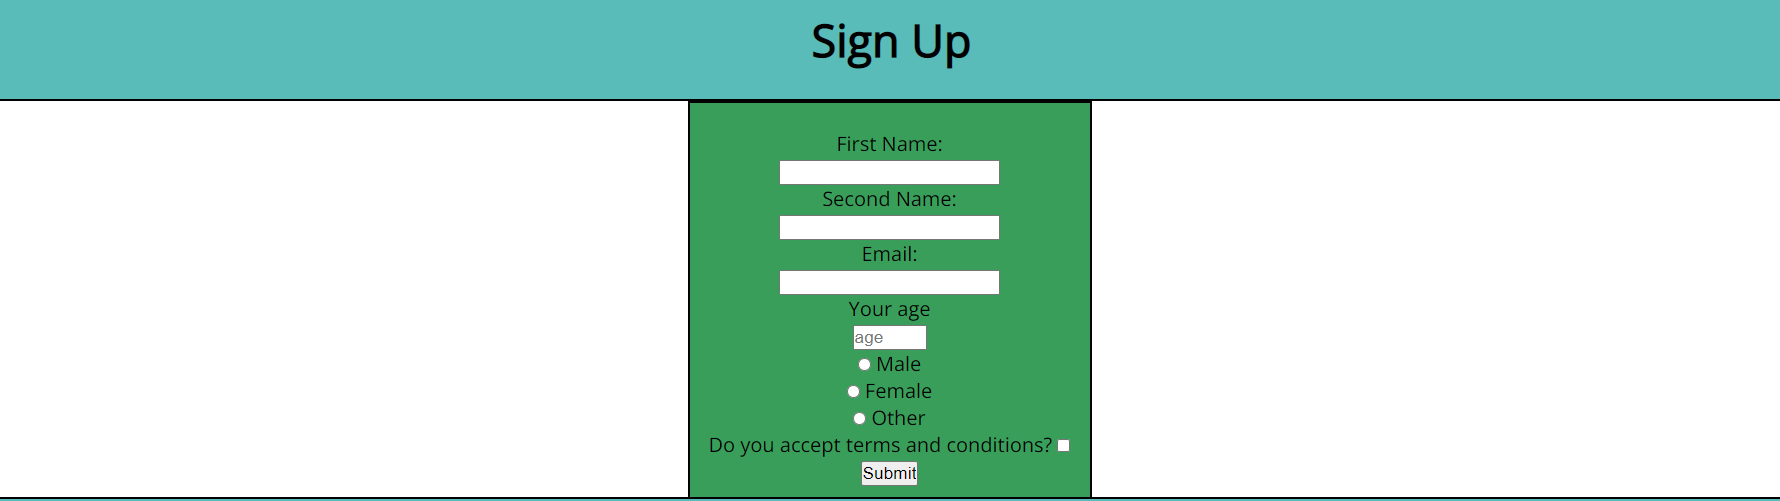 Sign Up
First Name:
Second Name:
Email:
Your age
age
Male
Female
Other
Do you accept terms and conditions?
Submit